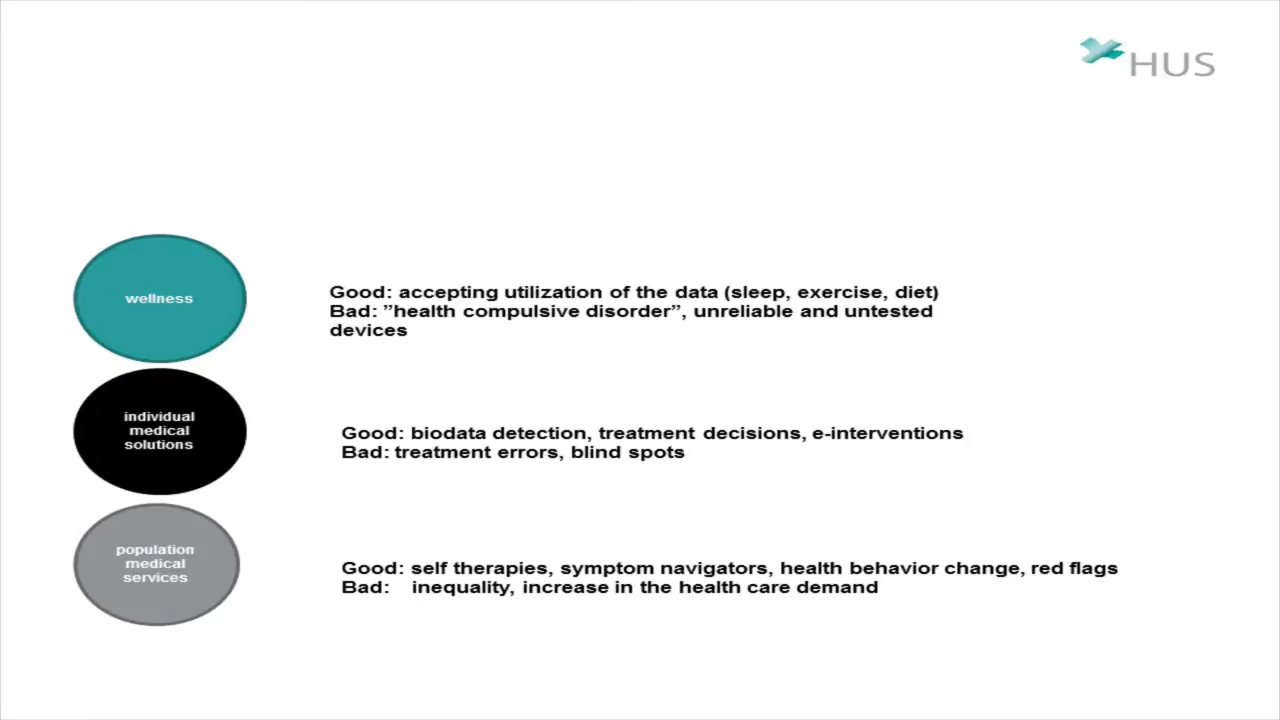 HUS
wellness
Good: accepting utilization of the data (sleep, exercise, diet)
Bad: ”health compulsive disorder”, unreliable and untested
devices
individual
medical
solutions
Good: biodata detection, treatment decisions, e-interventions
Bad: treatment errors, blind spots
population
medical
services
Good: self therapies, symptom navigators, health behavior change, red flags
Bad: inequality, increase in the health care demand